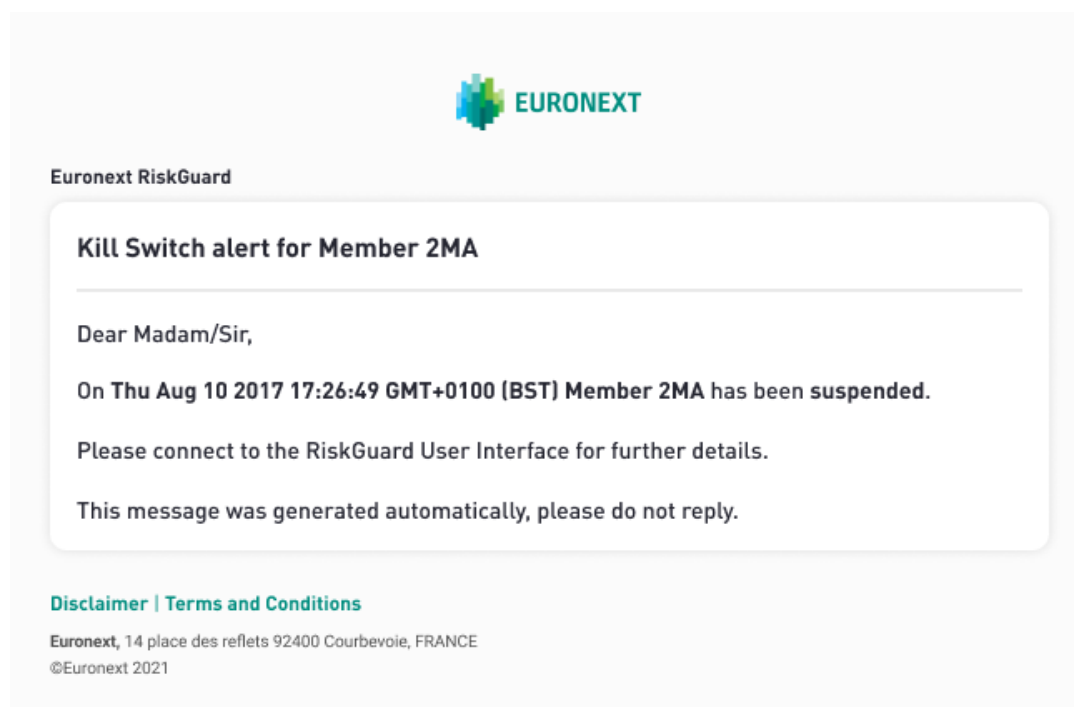 EURONEXT
Euronext RiskGuard
Kill Switch alert for Member 2MA
Dear Madam/Sir,
On Thu Aug 10 2017 17:26:49 GMT+0100 (BST) Member 2MA has been suspended.
Please connect to the RiskGuard User Interface for further details.
This message was generated automatically, please do not reply.
Disclaimer | Terms and Conditions
Euronext, 14 place des reflets 92400 Courbevoie, FRANCE
©Euronext 2021